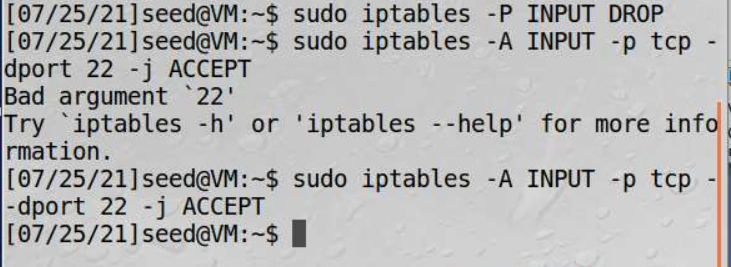 [07/25/21]seed@VM:~$ sudo iptables -P INPUT DROP
[07/25/21]seed@VM:~$ sudo iptables -A INPUT -p tcp -
dport 22 -j ACCEPT
Bad argument `22'
Try `iptables -h' or 'iptables --help' for more info
rmation.
[07/25/21]seed@VM:~$ sudo iptables -A INPUT -p tcp -
-dport 22 -j ACCEPT
[07/25/21]seed@VM:~$